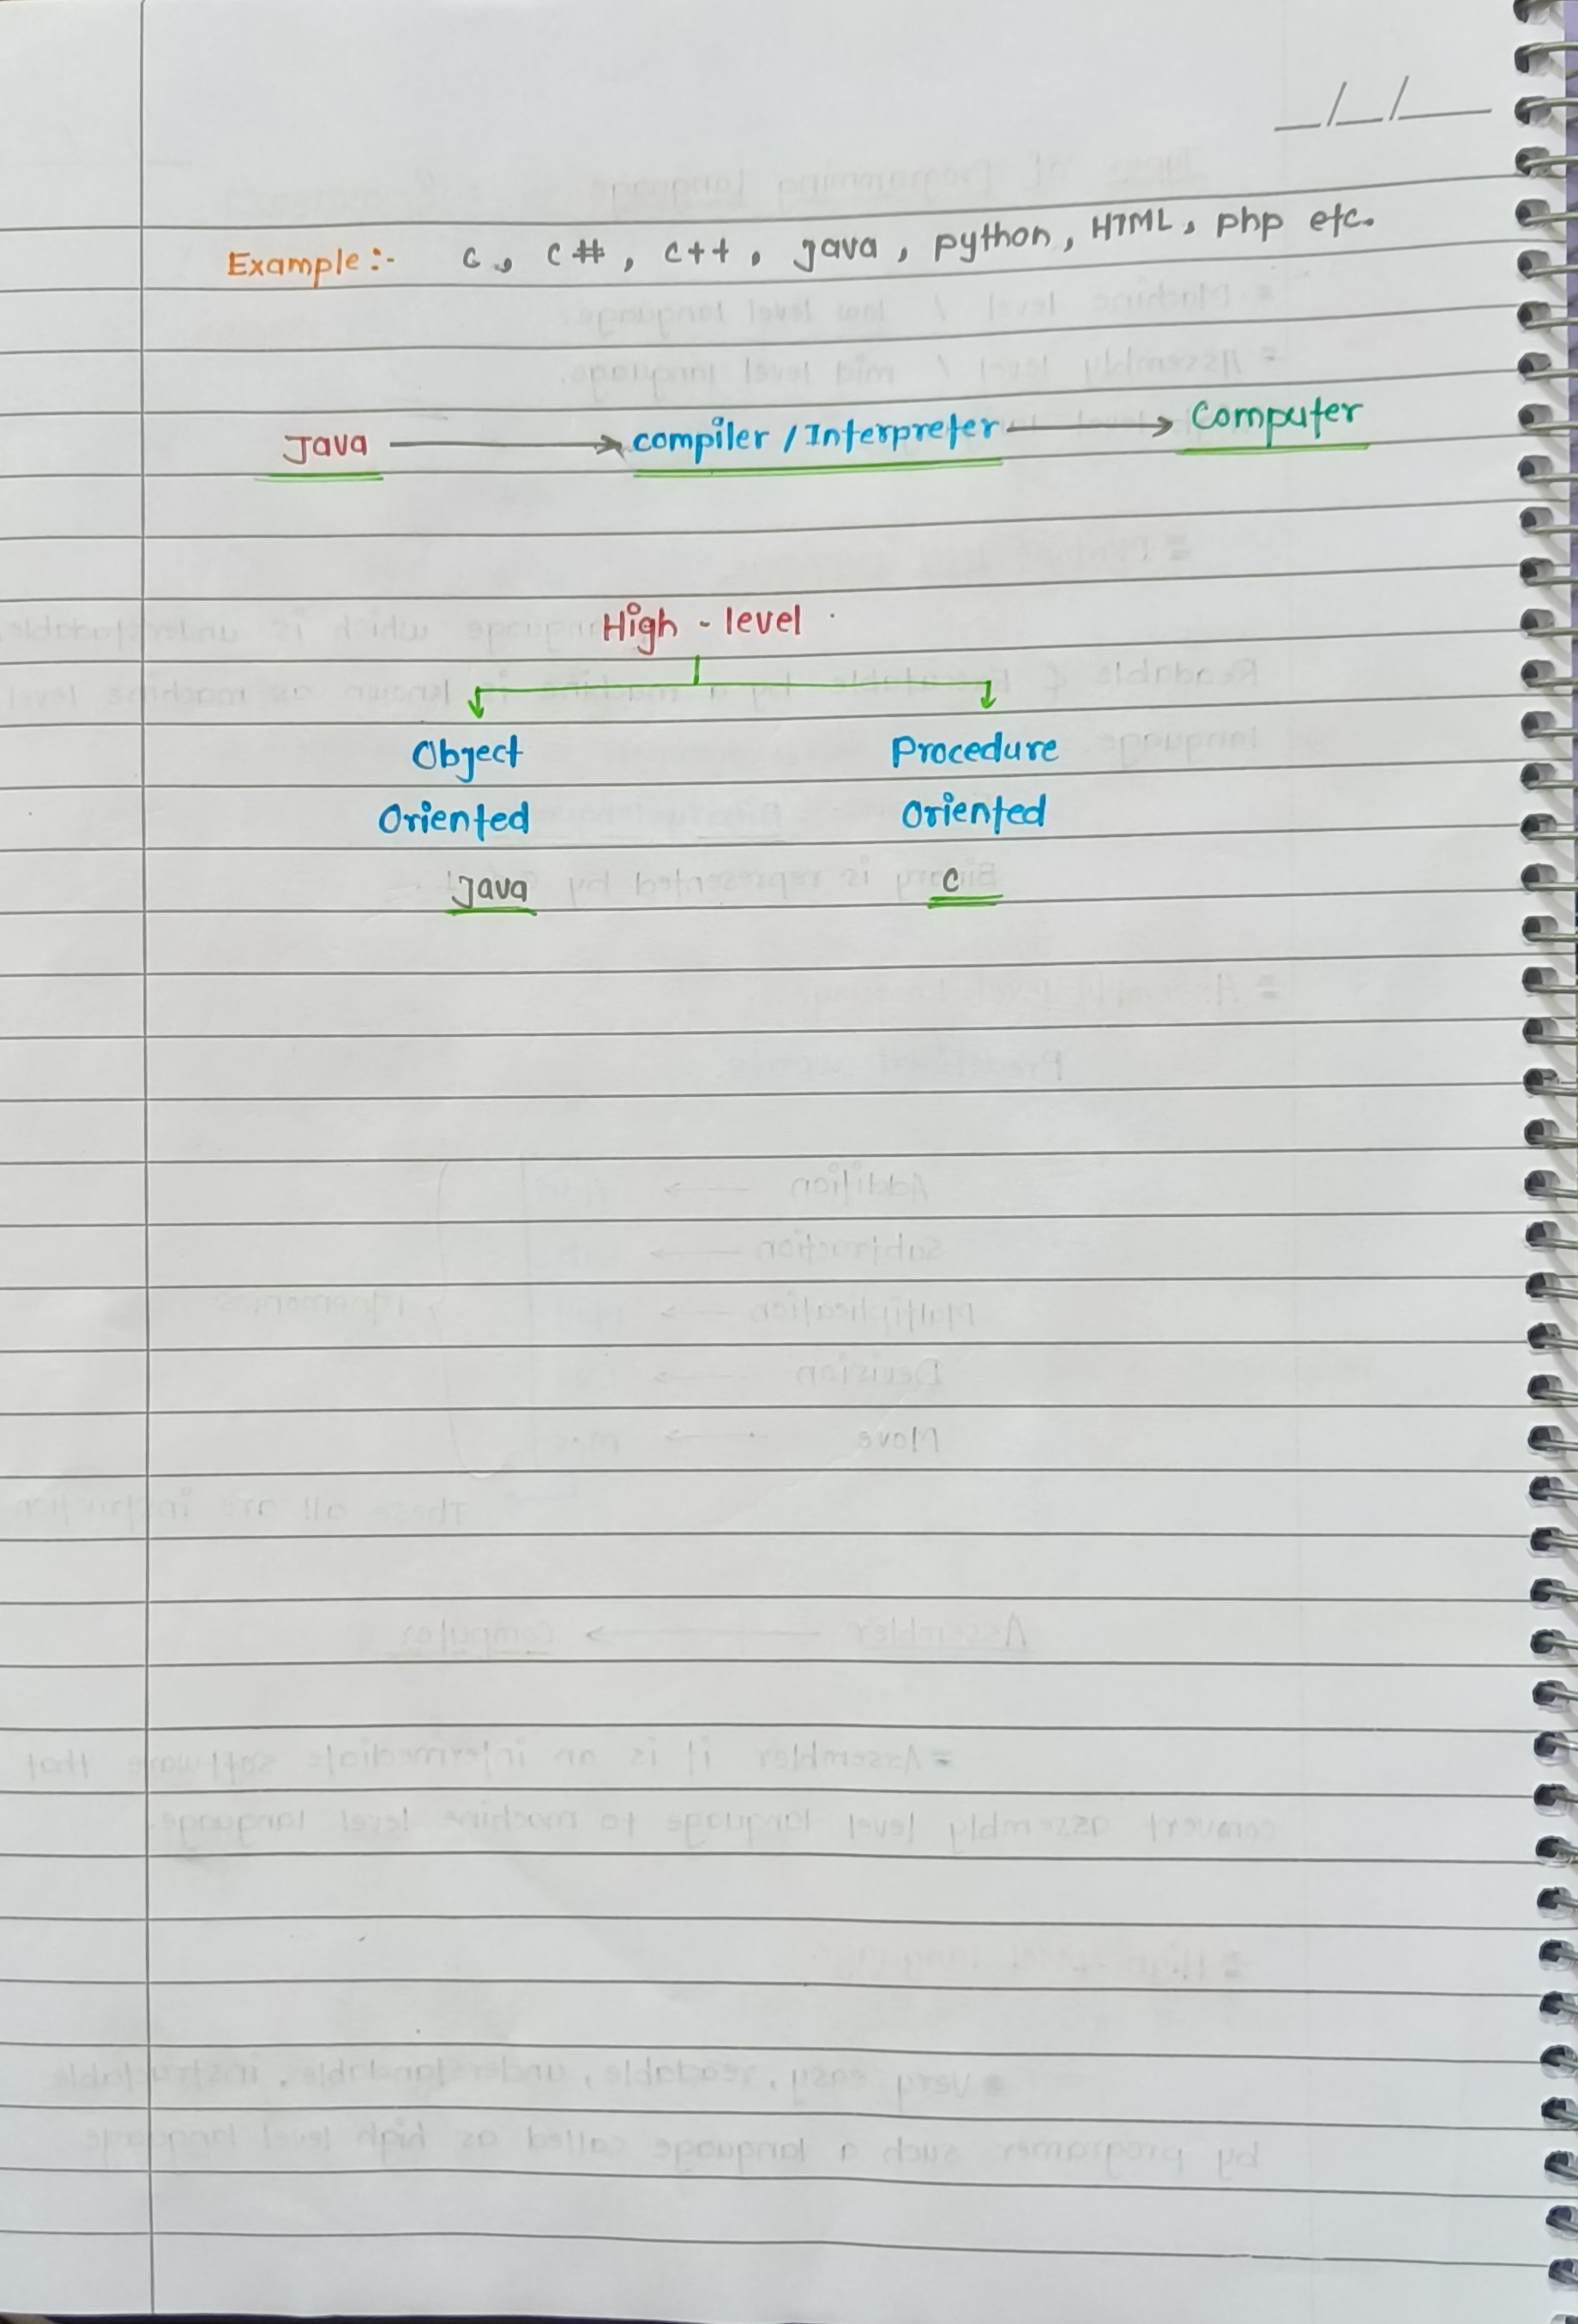 __/__/____
Example :- C, C#, C++, Java, python, HTML, php etc.
Java → compiler / Interpreter → Computer
High - level
Object Procedure
Oriented Oriented
Java C